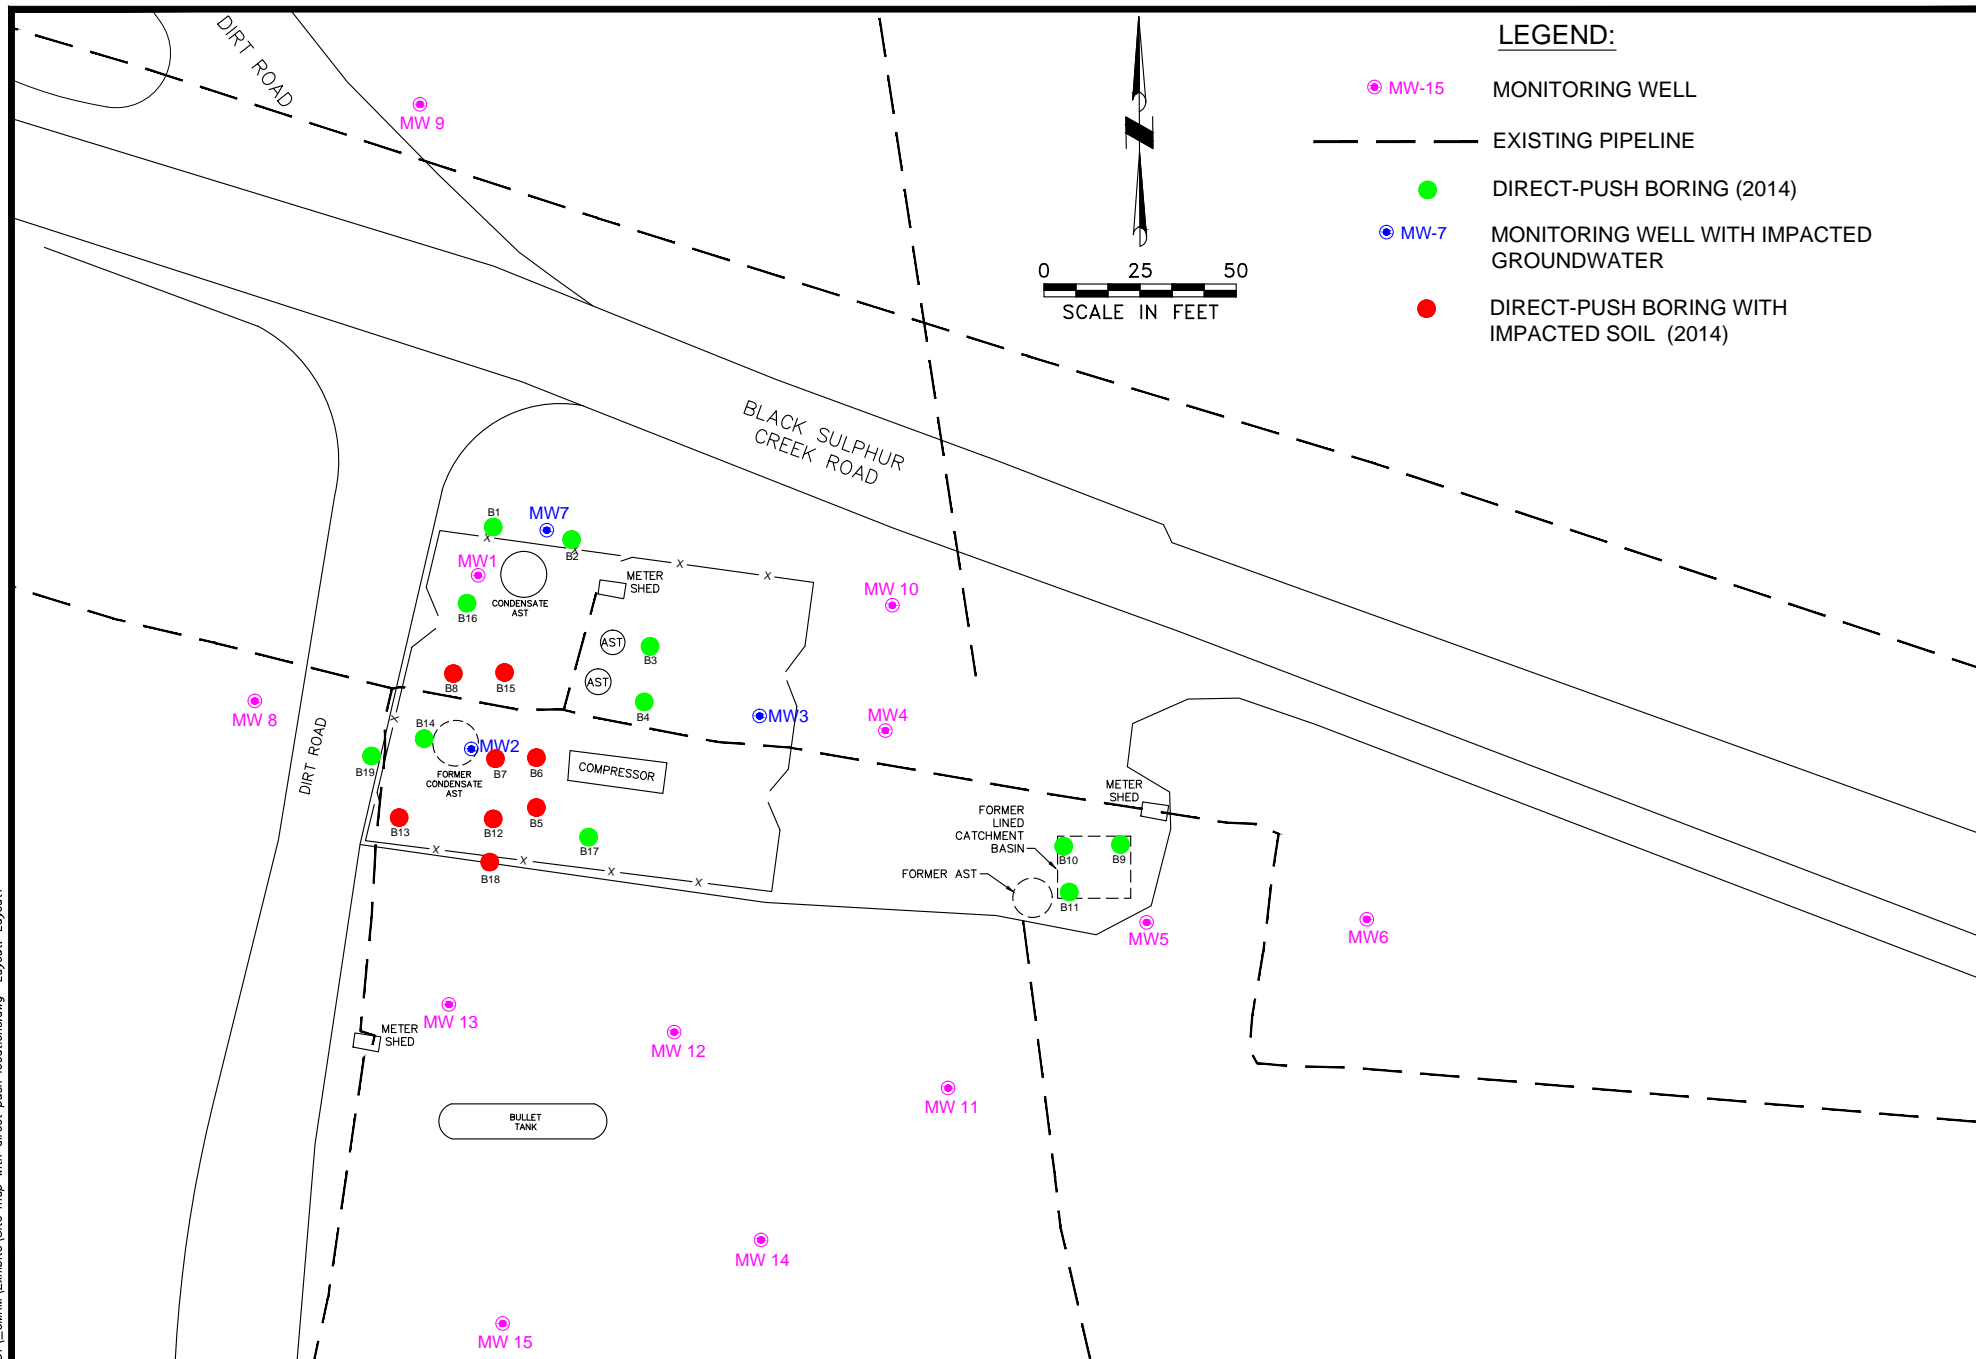 LEGEND:
MW-15 MONITORING WELL
EXISTING PIPELINE
DIRECT-PUSH BORING (2014)
MW-7 MONITORING WELL WITH IMPACTED
GROUNDWATER
DIRECT-PUSH BORING WITH
IMPACTED SOIL (2014)
0 25 50
SCALE IN FEET
DIRT ROAD
MW 9
BLACK SULPHUR
CREEK ROAD
B1
MW7
B2
MW1
METER
SHED
CONDENSATE
AST
B16
MW 10
AST
B3
AST
B8
B15
B4
MW 8
DIRT ROAD
B14
MW3
MW4
MW2
B19
B7
B6
COMPRESSOR
FORMER
CONDENSATE
AST
METER
SHED
B13
B12
B5
B17
B18
FORMER
LINED
CATCHMENT
BASIN
B10
B9
FORMER AST
B11
MW5
MW6
MW 13
METER
SHED
MW 12
MW 11
BULLET
TANK
MW 14
MW 15